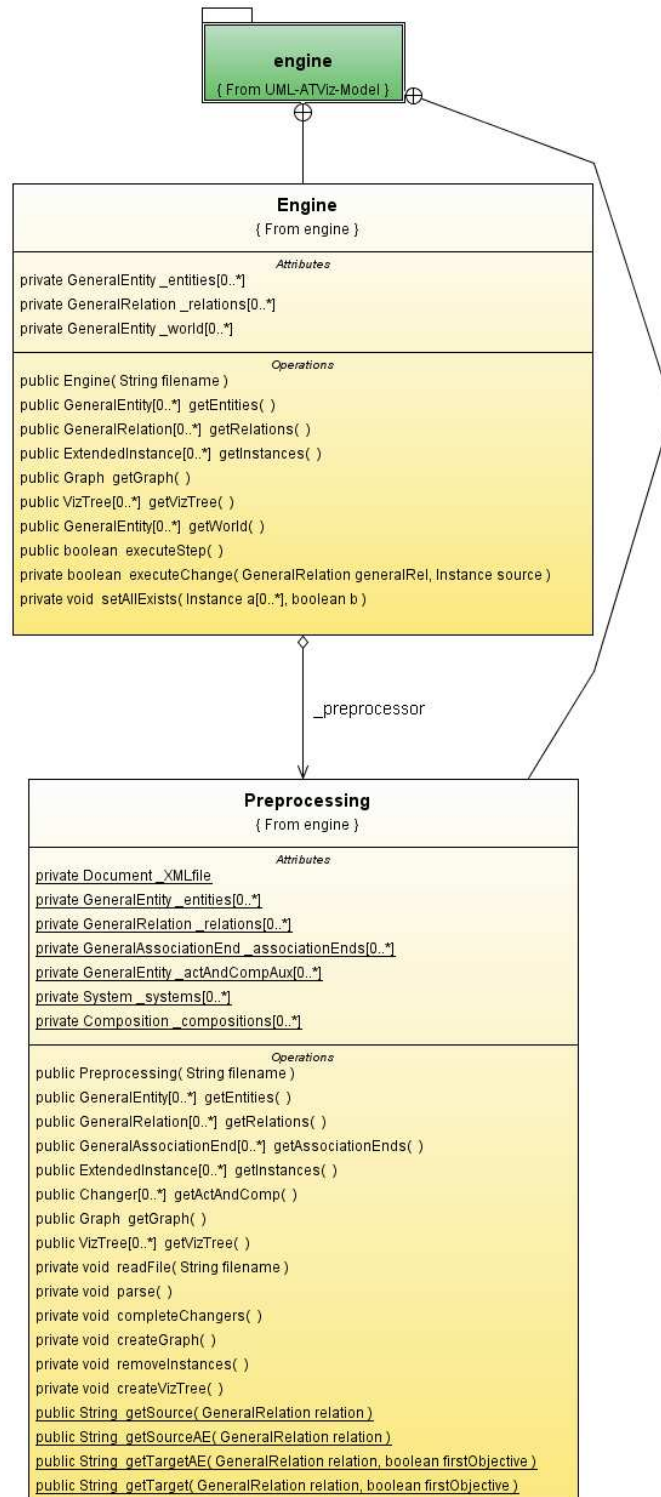 engine
{ From UML-ATViz-Model }
Engine
{ From engine }
Attributes
private GeneralEntity _entities[0..*]
private GeneralRelation _relations[0..*]
private GeneralEntity _world[0..*]
Operations
public Engine( String filename )
public GeneralEntity[0..*] getEntities( )
public GeneralRelation[0..*] getRelations( )
public ExtendedInstance[0..*] getInstances( )
public Graph getGraph( )
public VizTree[0..*] getVizTree( )
public GeneralEntity[0..*] getWorld( )
public boolean executeStep( )
private boolean executeChange( GeneralRelation generalRel, Instance source )
private void setAllExists( Instance a[0..*], boolean b )
_preprocessor
Preprocessing
{ From engine }
Attributes
private Document _XMLfile
private GeneralEntity _entities[0..*]
private GeneralRelation _relations[0..*]
private GeneralAssociationEnd _associationEnds[0..*]
private GeneralEntity _actAndCompAux[0..*]
private System _systems[0..*]
private Composition _compositions[0..*]
Operations
public Preprocessing( String filename )
public GeneralEntity[0..*] getEntities( )
public GeneralRelation[0..*] getRelations( )
public GeneralAssociationEnd[0..*] getAssociationEnds( )
public ExtendedInstance[0..*] getInstances( )
public Changer[0..*] getActAndComp( )
public Graph getGraph( )
public VizTree[0..*] getVizTree( )
private void readFile( String filename )
private void parse( )
private void completeChangers( )
private void createGraph( )
private void removeInstances( )
private void createVizTree( )
public String getSource( GeneralRelation relation )
public String getSourceAE( GeneralRelation relation )
public String getTargetAE( GeneralRelation relation, boolean firstObjective )
public String getTarget( GeneralRelation relation, boolean firstObjective )